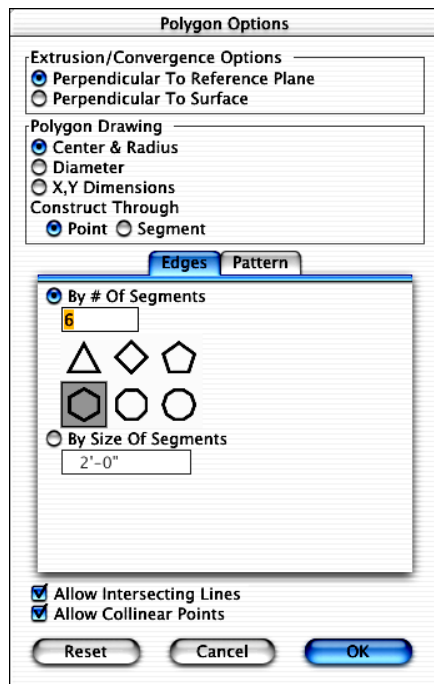 Polygon Options
Extrusion/Convergence Options
Perpendicular To Reference Plane
Perpendicular To Surface
Polygon Drawing
Center & Radius
Diameter
X,Y Dimensions
Construct Through
Point Segment
Edges Pattern
By # Of Segments
6
By Size Of Segments
2'-0"
Allow Intersecting Lines
Allow Collinear Points
Reset Cancel OK